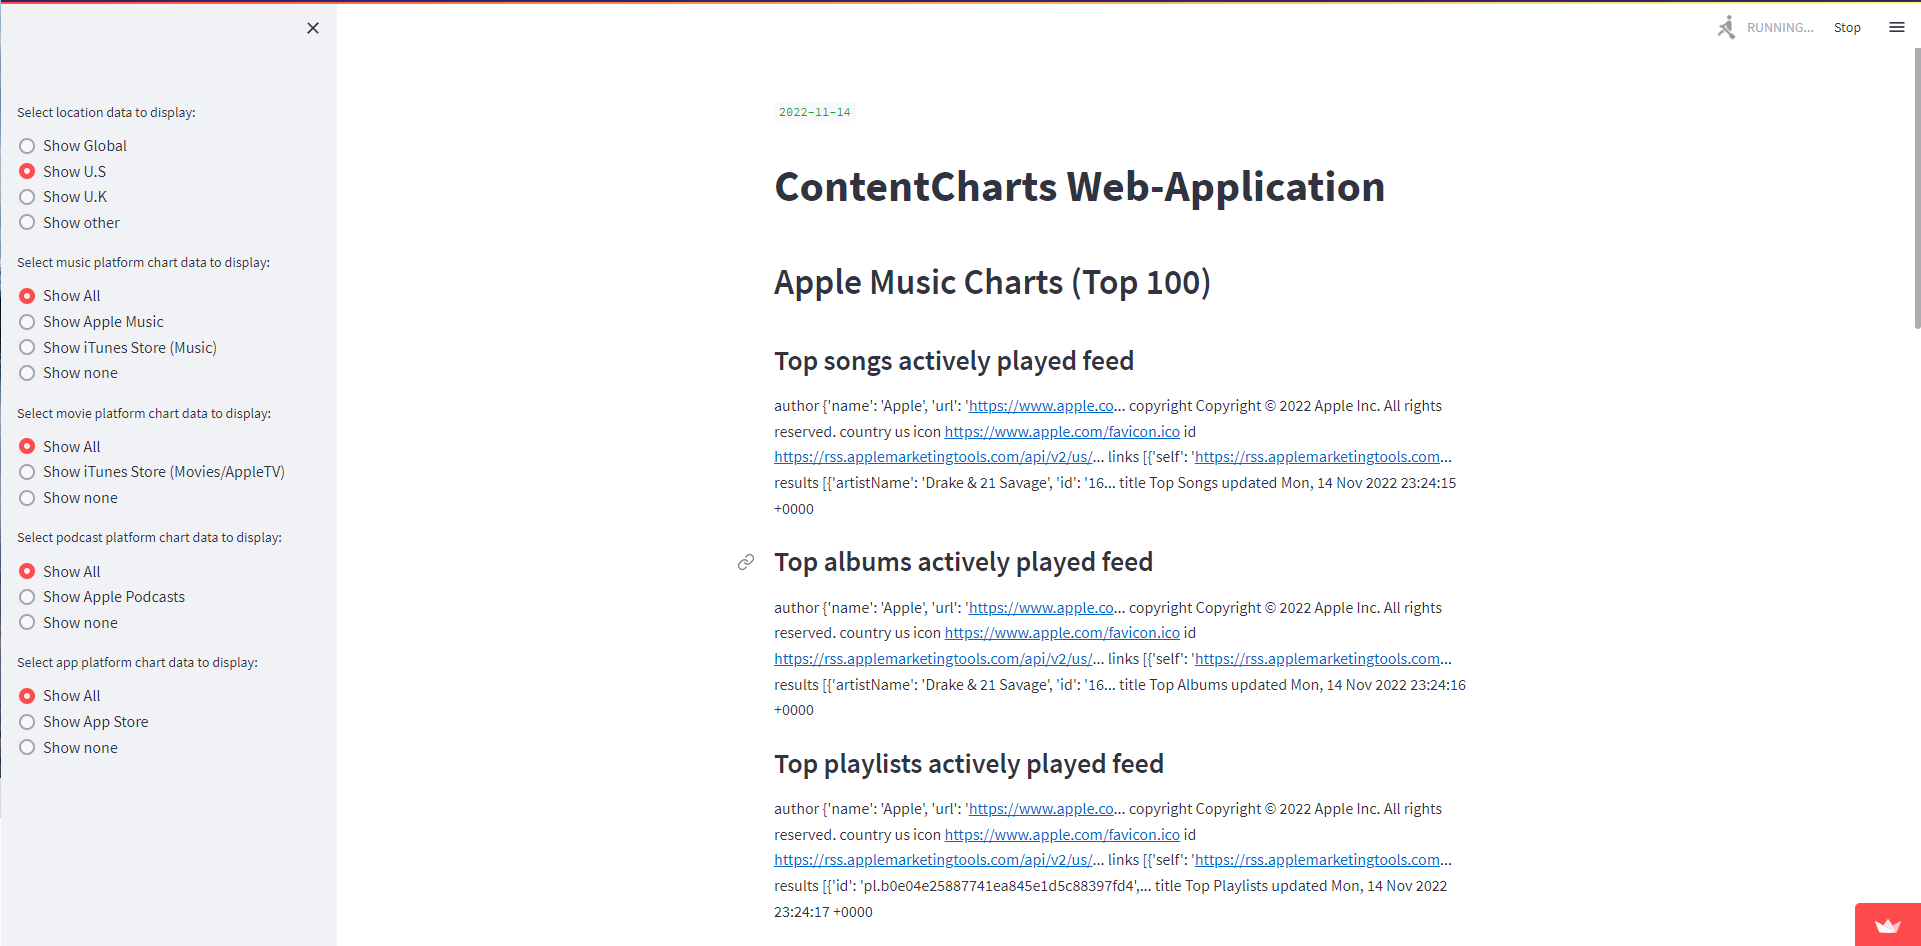 RUNNING...
Stop
Select location data to display:
Show Global
Show U.S
Show U.K
Show other
Select music platform chart data to display:
Show All
Show Apple Music
Show iTunes Store (Music)
Show none
Select movie platform chart data to display:
Show All
Show iTunes Store (Movies/AppleTV)
Show none
Select podcast platform chart data to display:
Show All
Show Apple Podcasts
Show none
Select app platform chart data to display:
Show All
Show App Store
Show none
2022-11-14
ContentCharts Web-Application
Apple Music Charts (Top 100)
Top songs actively played feed
author {'name': 'Apple', 'url': 'https://www.apple.co... copyright Copyright © 2022 Apple Inc. All rights
reserved. country us icon https://www.apple.com/favicon.ico id
https://rss.applemarketingtools.com/api/v2/us/... links [{'self': 'https://rss.applemarketingtools.com...
results [{'artistName': 'Drake & 21 Savage', 'id': '16... title Top Songs updated Mon, 14 Nov 2022 23:24:15
+0000
Top albums actively played feed
author {'name': 'Apple', 'url': 'https://www.apple.co... copyright Copyright © 2022 Apple Inc. All rights
reserved. country us icon https://www.apple.com/favicon.ico id
https://rss.applemarketingtools.com/api/v2/us/... links [{'self': 'https://rss.applemarketingtools.com...
results [{'artistName': 'Drake & 21 Savage', 'id': '16... title Top Albums updated Mon, 14 Nov 2022 23:24:16
+0000
Top playlists actively played feed
author {'name': 'Apple', 'url': 'https://www.apple.co... copyright Copyright © 2022 Apple Inc. All rights
reserved. country us icon https://www.apple.com/favicon.ico id
https://rss.applemarketingtools.com/api/v2/us/... links [{'self': 'https://rss.applemarketingtools.com...
results [{'id': 'pl.b0e04e25887741ea845e1d5c88397fd4',... title Top Playlists updated Mon, 14 Nov 2022
23:24:17 +0000